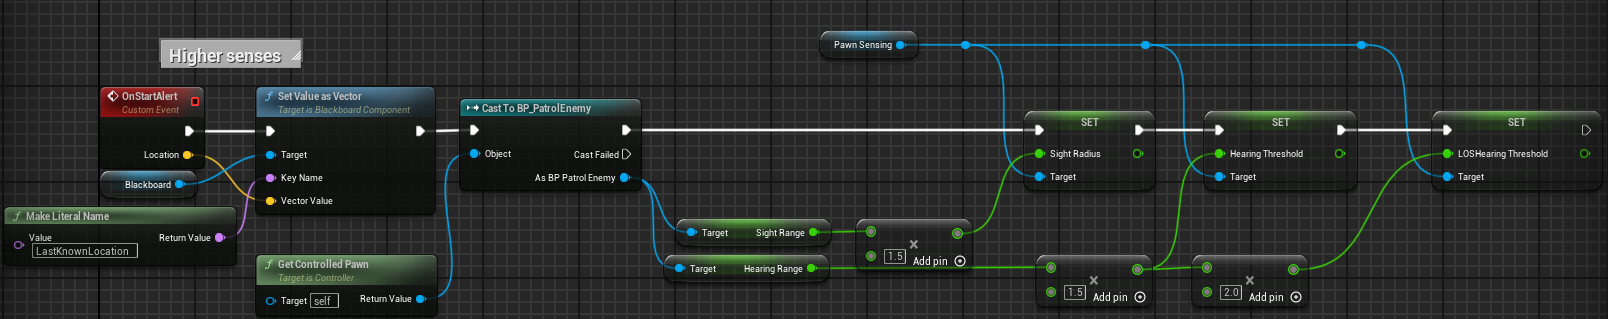 Higher senses
OnStartAlert
Custom Event
Location
Blackboard
Make Literal Name
Value
LastKnownLocation
Return Value
f Set Value as Vector
Target is Blackboard Component
Target
Key Name
Vector Value
f Get Controlled Pawn
Target is Controller
Target self
Return Value
Cast To BP_PatrolEnemy
Object
Cast Failed
As BP Patrol Enemy
Target Sight Range
Target Hearing Range
×
1.5
Add pin
×
1.5
Add pin
×
2.0
Add pin
Pawn Sensing
SET
Sight Radius
Target
SET
Hearing Threshold
Target
SET
LOSHearing Threshold
Target